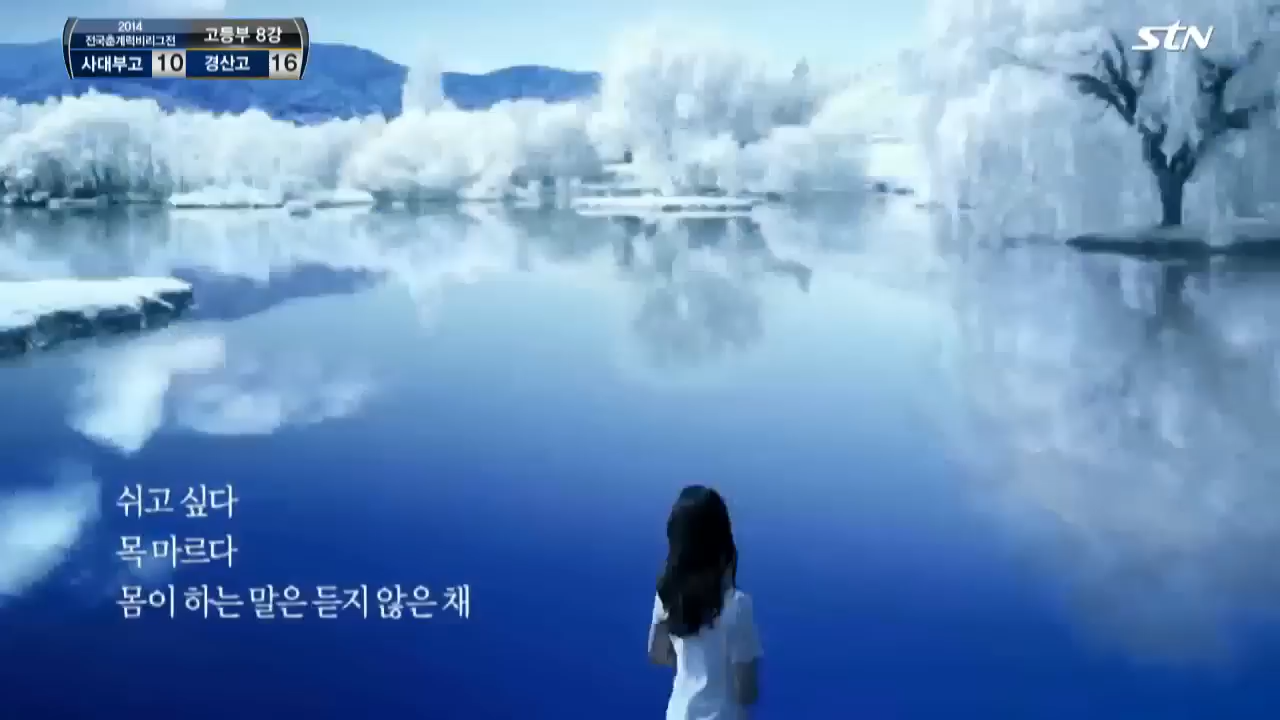 2014
전국춘계럭비리그전
고등부 8강
사대부고 10 경산고 16
STN
쉬고 싶다
목 마르다
몸이 하는 말은 듣지 않은 채